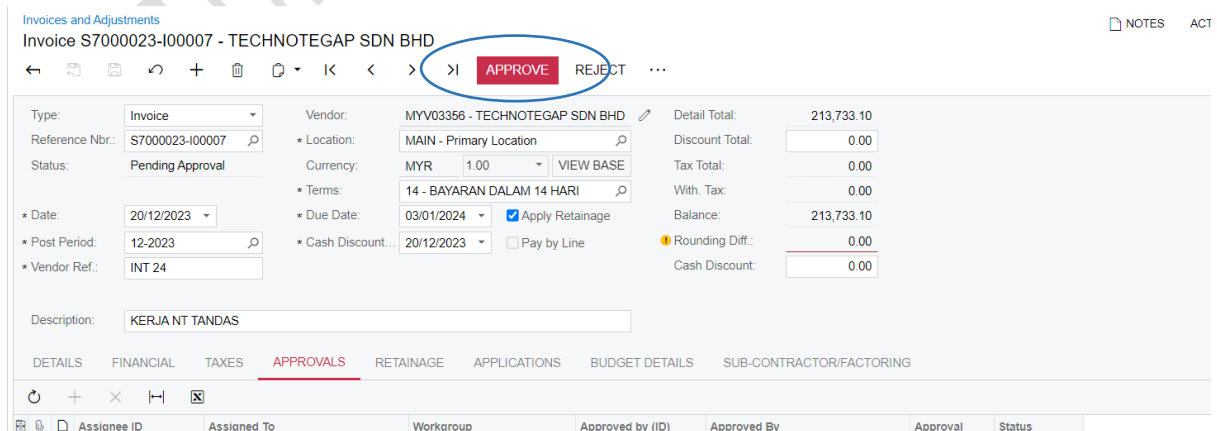 Invoices and Adjustments
Invoice S7000023-I00007 - TECHNOTEGAP SDN BHD
NOTES ACT
APPROVE REJECT ...
Type: Invoice Vendor: MYV03356 - TECHNOTEGAP SDN BHD Detail Total: 213,733.10
Reference Nbr.: S7000023-I00007 * Location: MAIN - Primary Location Discount Total: 0.00
Status: Pending Approval Currency: MYR 1.00 VIEW BASE Tax Total: 0.00
* Terms: 14 - BAYARAN DALAM 14 HARI With. Tax: 0.00
* Date: 20/12/2023 * Due Date: 03/01/2024 Apply Retainage Balance: 213,733.10
* Post Period: 12-2023 * Cash Discount... 20/12/2023 Pay by Line Rounding Diff.: 0.00
* Vendor Ref.: INT 24 Cash Discount: 0.00
Description: KERJA NT TANDAS
DETAILS FINANCIAL TAXES APPROVALS RETAINAGE APPLICATIONS BUDGET DETAILS SUB-CONTRACTOR/FACTORING
Assignee ID Assigned To Workgroup Approved by (ID) Approved By Approval Status